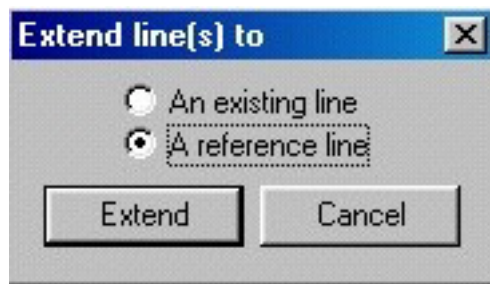 Extend line(s) to
An existing line
A reference line
Extend
Cancel